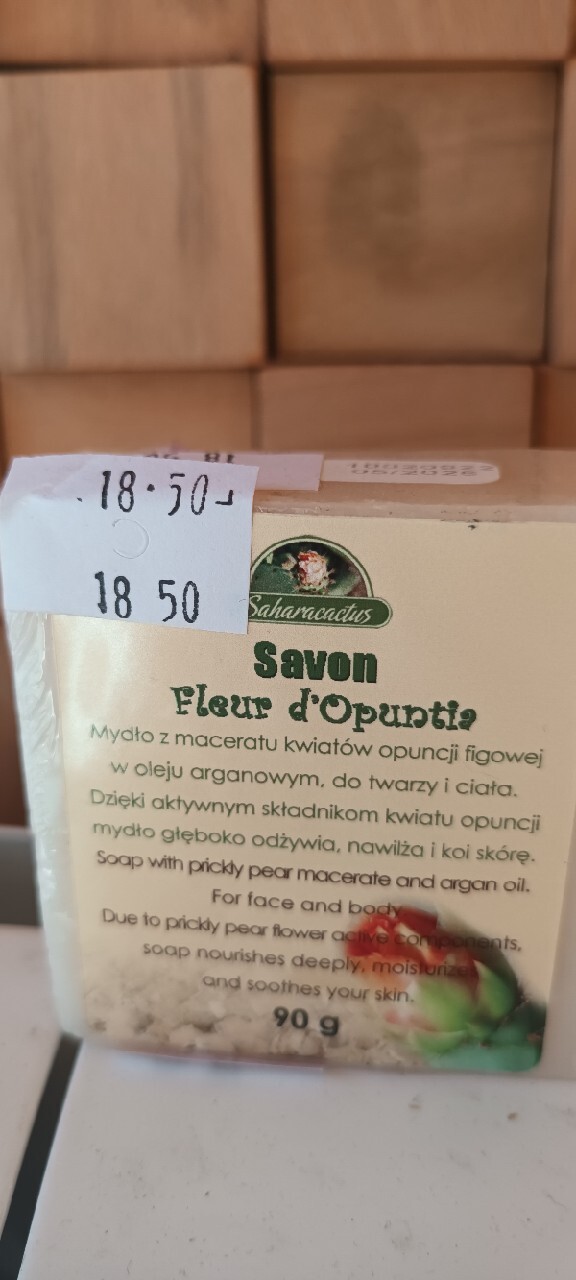 18·50
18 50
Saharacactus
Savon
Fleur d'Opuntia
Mydło z maceratu kwiatów opuncji figowej
w oleju arganowym, do twarzy i ciała.
Dzięki aktywnym składnikom kwiatu opuncji
mydło głęboko odżywia, nawilża i koi skórę.
Soap with prickly pear macerate and argan oil.
For face and body.
Due to prickly pear flower active components,
soap nourishes deeply, moisturizes
and soothes your skin.
90 g